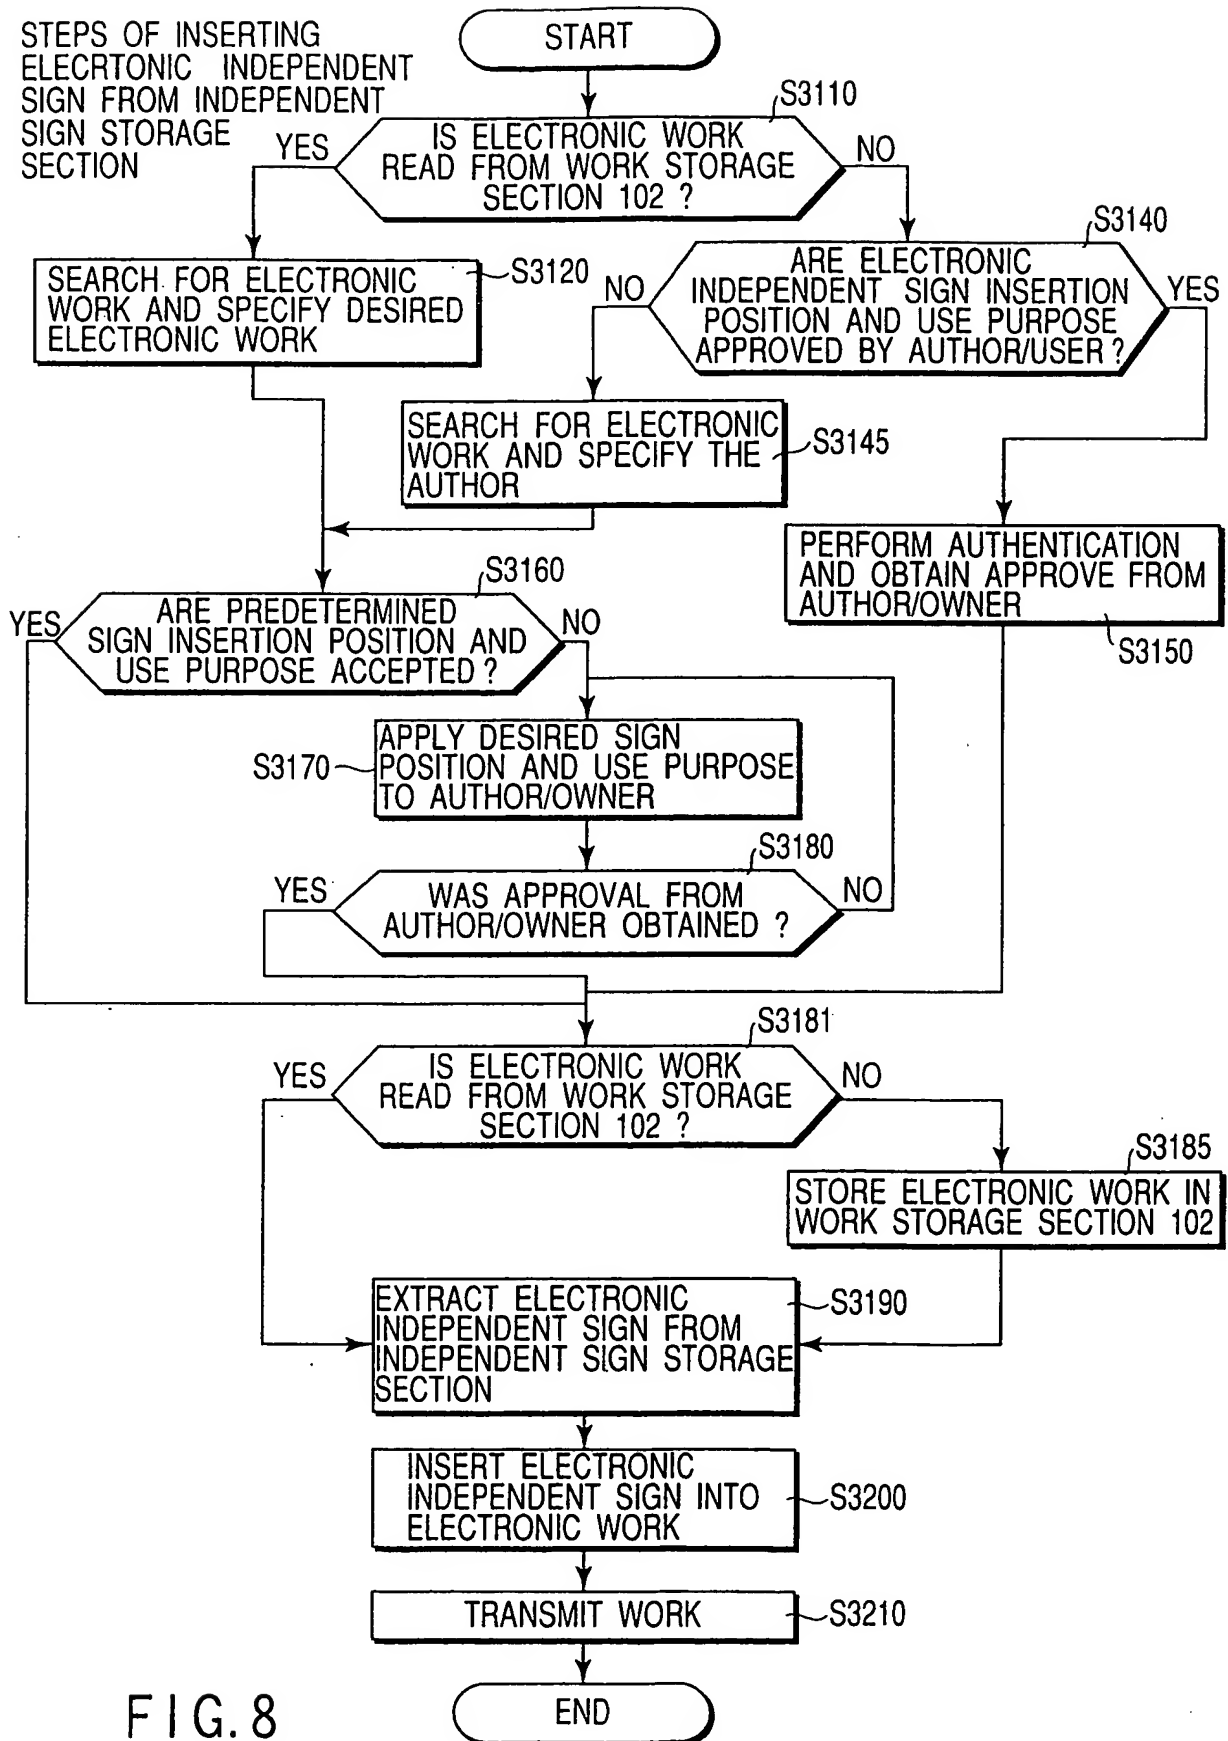 STEPS OF INSERTING
ELECRTONIC INDEPENDENT
SIGN FROM INDEPENDENT
SIGN STORAGE
SECTION
START
S3110
IS ELECTRONIC WORK
READ FROM WORK STORAGE
SECTION 102 ?
YES
NO
S3120
SEARCH FOR ELECTRONIC
WORK AND SPECIFY DESIRED
ELECTRONIC WORK
S3140
ARE ELECTRONIC
INDEPENDENT SIGN INSERTION
POSITION AND USE PURPOSE
APPROVED BY AUTHOR/USER ?
NO
YES
SEARCH FOR ELECTRONIC
WORK AND SPECIFY THE
AUTHOR
S3145
PERFORM AUTHENTICATION
AND OBTAIN APPROVE FROM
AUTHOR/OWNER
S3150
S3160
ARE PREDETERMINED
SIGN INSERTION POSITION AND
USE PURPOSE ACCEPTED ?
YES
NO
S3170
APPLY DESIRED SIGN
POSITION AND USE PURPOSE
TO AUTHOR/OWNER
S3180
WAS APPROVAL FROM
AUTHOR/OWNER OBTAINED ?
YES
NO
S3181
IS ELECTRONIC WORK
READ FROM WORK STORAGE
SECTION 102 ?
YES
NO
S3185
STORE ELECTRONIC WORK IN
WORK STORAGE SECTION 102
EXTRACT ELECTRONIC
INDEPENDENT SIGN FROM
INDEPENDENT SIGN STORAGE
SECTION
S3190
INSERT ELECTRONIC
INDEPENDENT SIGN INTO
ELECTRONIC WORK
S3200
TRANSMIT WORK
S3210
END
FIG. 8